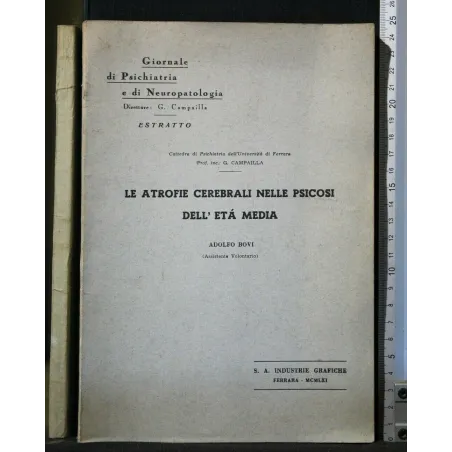 Giornale
di Psichiatria
e di Neuropatologia
Direttore: G. Campailla
ESTRATTO
Cattedra di Psichiatria dell'Università di Ferrara
Prof. inc.: G. CAMPAILLA
LE ATROFIE CEREBRALI NELLE PSICOSI
DELL' ETÁ MEDIA
ADOLFO BOVI
(Assistente Volontario)
S. A. INDUSTRIE GRAFICHE
FERRARA - MCMLXI